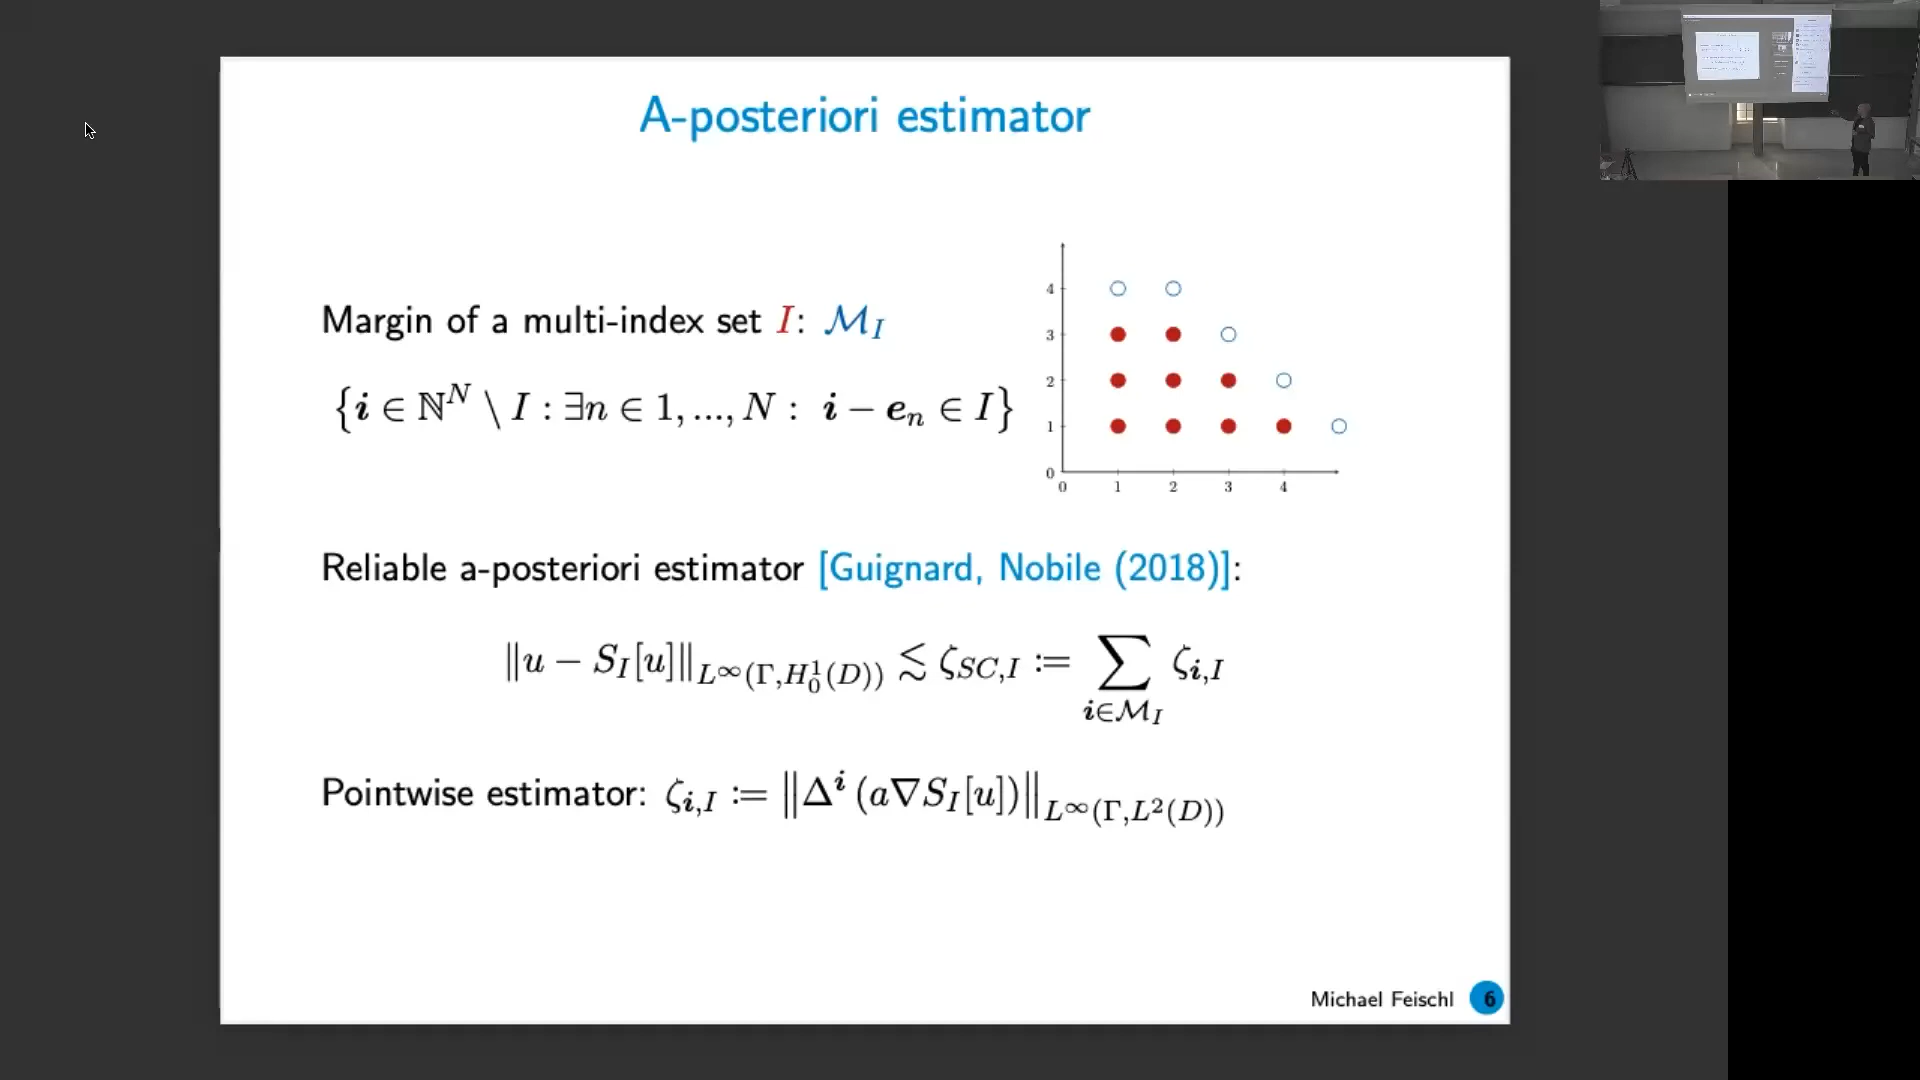 A-posteriori estimator
Margin of a multi-index set I: 𝓜_I
{i ∈ ℕ^N \ I : ∃n ∈ 1, ..., N : i − e_n ∈ I}
4
3
2
1
0
0 1 2 3 4
Reliable a-posteriori estimator [Guignard, Nobile (2018)]:
‖u − S_I[u]‖_{L^∞(Γ,H_0^1(D))} ≲ ζ_{SC,I} := ∑_{i∈𝓜_I} ζ_{i,I}
Pointwise estimator: ζ_{i,I} := ‖Δ^i (a∇S_I[u])‖_{L^∞(Γ,L^2(D))}
Michael Feischl 6